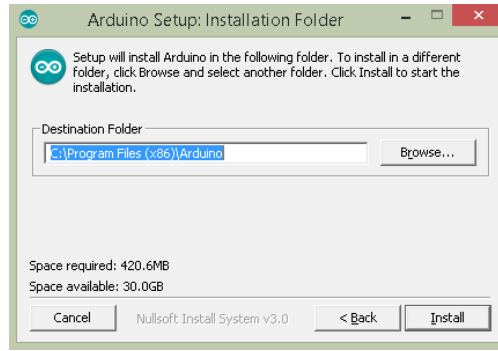 Arduino Setup: Installation Folder
Setup will install Arduino in the following folder. To install in a different
folder, click Browse and select another folder. Click Install to start the
installation.
Destination Folder
C:\Program Files (x86)\Arduino
Browse...
Space required: 420.6MB
Space available: 30.0GB
Cancel
Nullsoft Install System v3.0
< Back
Install